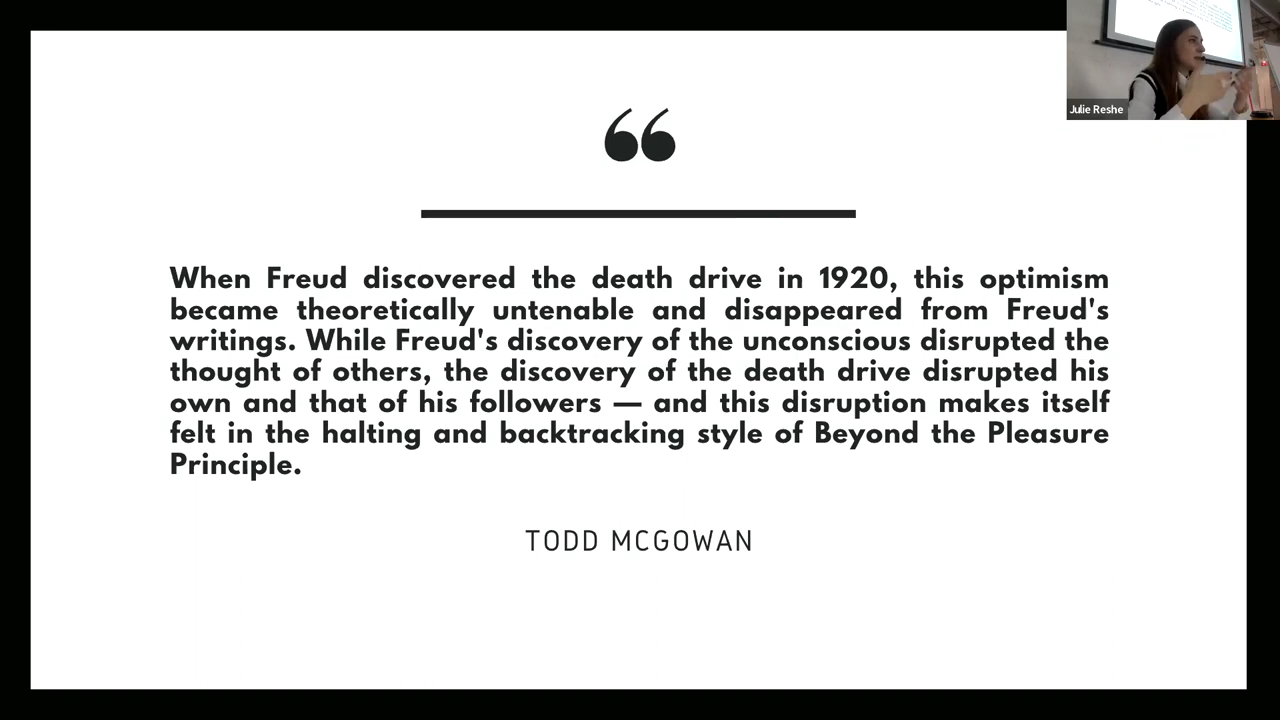 Julie Reshe
“
When Freud discovered the death drive in 1920, this optimism
became theoretically untenable and disappeared from Freud's
writings. While Freud's discovery of the unconscious disrupted the
thought of others, the discovery of the death drive disrupted his
own and that of his followers — and this disruption makes itself
felt in the halting and backtracking style of Beyond the Pleasure
Principle.
TODD MCGOWAN